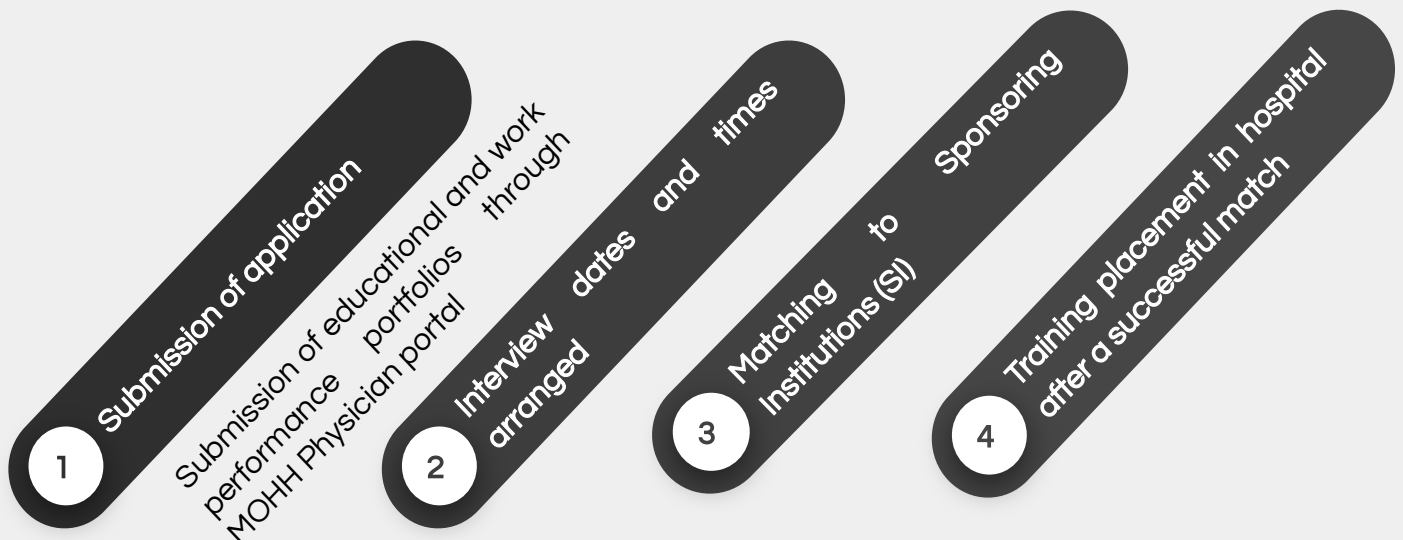 1
Submission of application
Submission of educational and work
performance portfolios through
MOHH Physician portal
2
Interview dates and times
arranged
3
Matching to Sponsoring
Institutions (SI)
4
Training placement in hospital
after a successful match